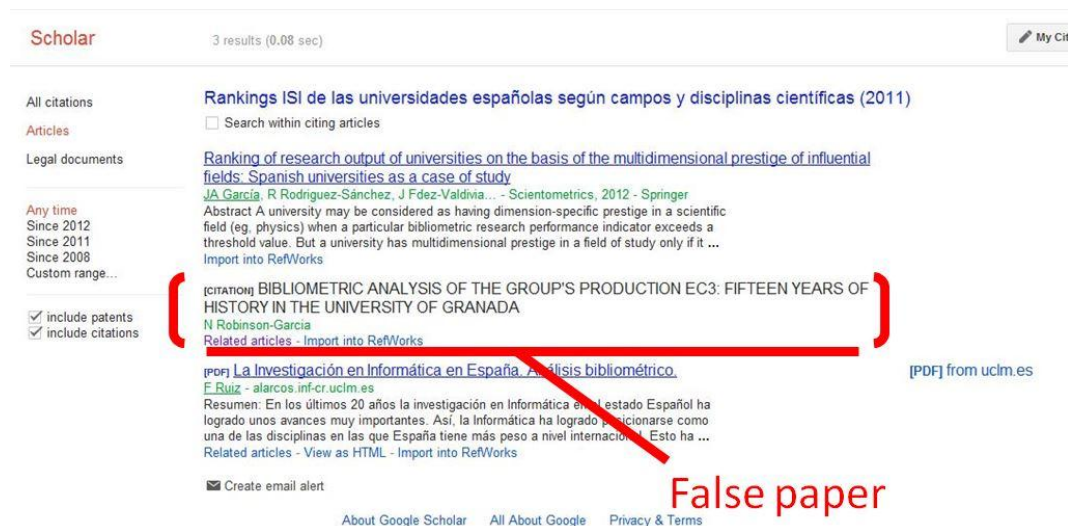 Scholar
3 results (0.08 sec)
My Cit
All citations
Articles
Legal documents
Any time
Since 2012
Since 2011
Since 2008
Custom range...
include patents
include citations
Rankings ISI de las universidades españolas según campos y disciplinas científicas (2011)
Search within citing articles
Ranking of research output of universities on the basis of the multidimensional prestige of influential
fields: Spanish universities as a case of study
JA García, R Rodriguez-Sánchez, J Fdez-Valdivia... - Scientometrics, 2012 - Springer
Abstract A university may be considered as having dimension-specific prestige in a scientific
field (eg, physics) when a particular bibliometric research performance indicator exceeds a
threshold value. But a university has multidimensional prestige in a field of study only if it ...
Import into RefWorks
[CITATION] BIBLIOMETRIC ANALYSIS OF THE GROUP'S PRODUCTION EC3: FIFTEEN YEARS OF
HISTORY IN THE UNIVERSITY OF GRANADA
N Robinson-Garcia
Related articles - Import into RefWorks
[PDF] La Investigación en Informática en España. Análisis bibliométrico.
F Ruiz - alarcos.inf-cr.uclm.es
Resumen: En los últimos 20 años la investigación en Informática en el estado Español ha
logrado unos avances muy importantes. Así, la Informática ha logrado posicionarse como
una de las disciplinas en las que España tiene más peso a nivel internacional. Esto ha ...
Related articles - View as HTML - Import into RefWorks
[PDF] from uclm.es
Create email alert
False paper
About Google Scholar All About Google Privacy & Terms